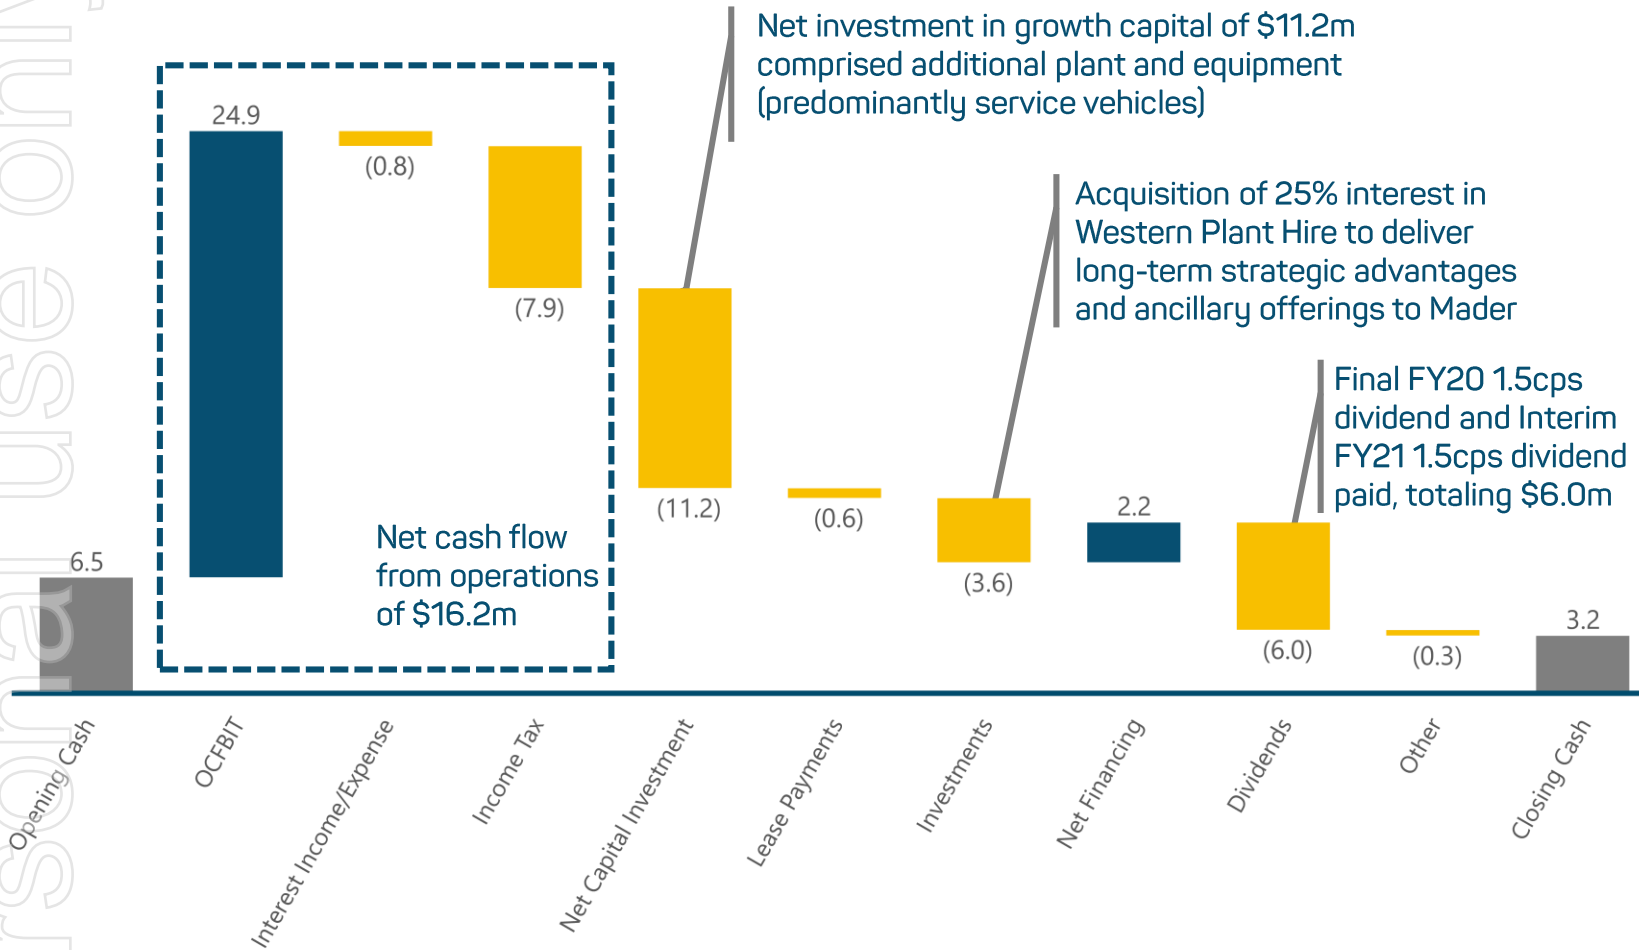 Net investment in growth capital of $11.2m
comprised additional plant and equipment
(predominantly service vehicles)
Acquisition of 25% interest in
Western Plant Hire to deliver
long-term strategic advantages
and ancillary offerings to Mader
Final FY20 1.5cps
dividend and Interim
FY21 1.5cps dividend
paid, totaling $6.0m
Net cash flow
from operations
of $16.2m
6.5
24.9
(0.8)
(7.9)
(11.2)
(0.6)
(3.6)
2.2
(6.0)
(0.3)
3.2
Opening Cash
OCFBIT
Interest Income/Expense
Income Tax
Net Capital Investment
Lease Payments
Investments
Net Financing
Dividends
Other
Closing Cash
rsonal use only